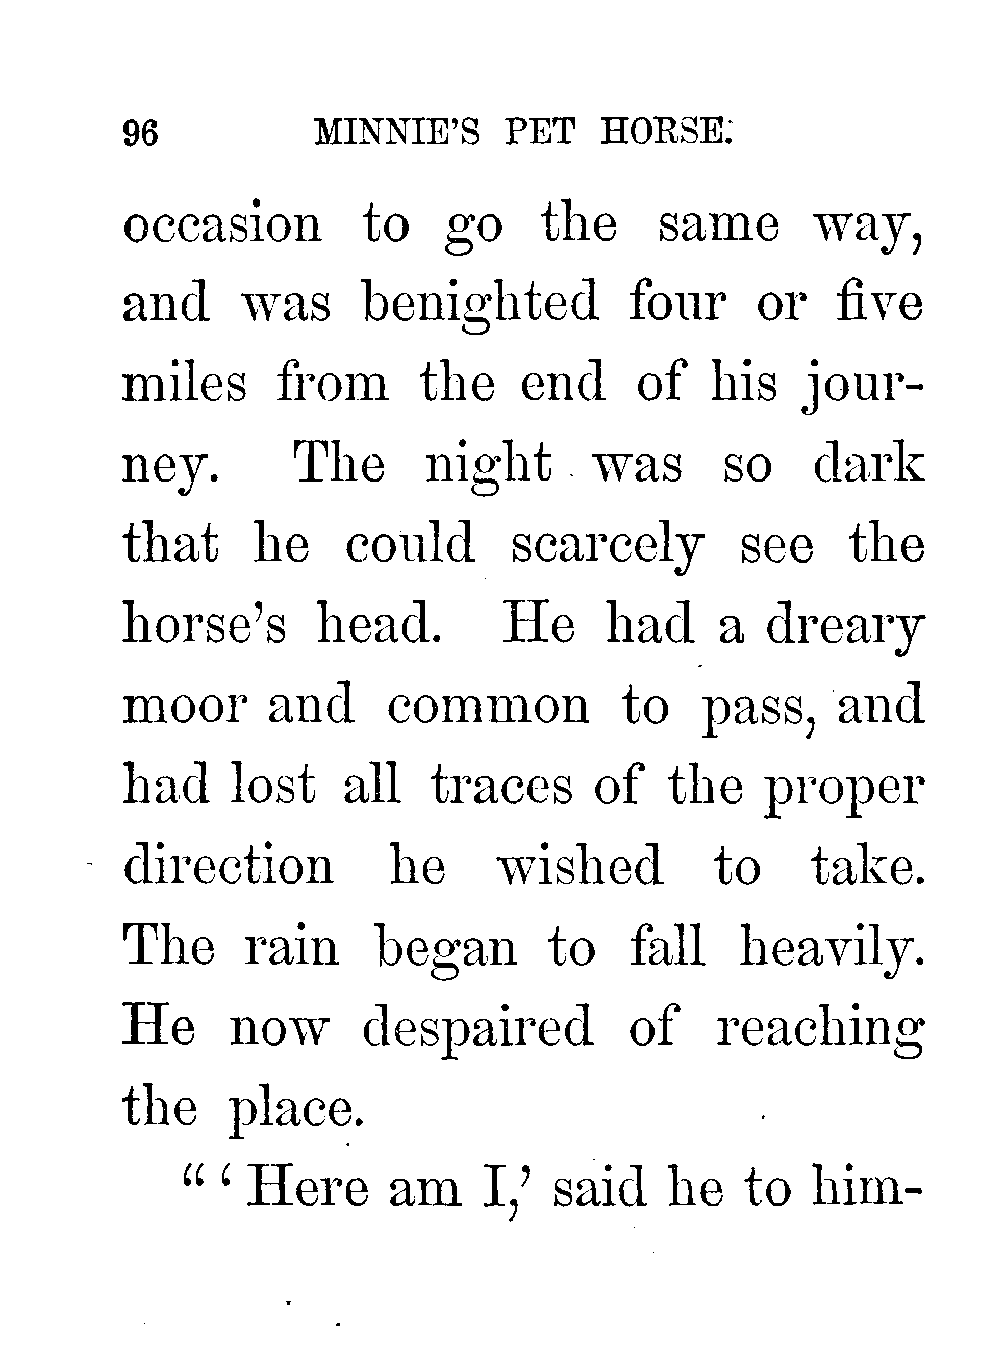 96 MINNIE'S PET HORSE.
occasion to go the same way,
and was benighted four or five
miles from the end of his jour-
ney. The night was so dark
that he could scarcely see the
horse's head. He had a dreary
moor and common to pass, and
had lost all traces of the proper
direction he wished to take.
The rain began to fall heavily.
He now despaired of reaching
the place.
" ' Here am I,' said he to him-